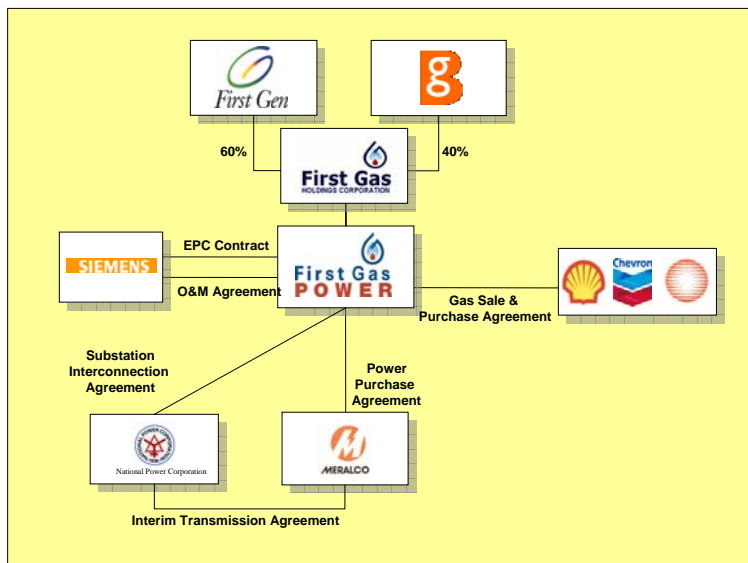 First Gen
g
60%
40%
First Gas
HOLDINGS CORPORATION
EPC Contract
SIEMENS
O&M Agreement
First Gas
POWER
Chevron
Gas Sale &
Purchase Agreement
Substation
Interconnection
Agreement
Power
Purchase
Agreement
National Power Corporation
MERALCO
Interim Transmission Agreement